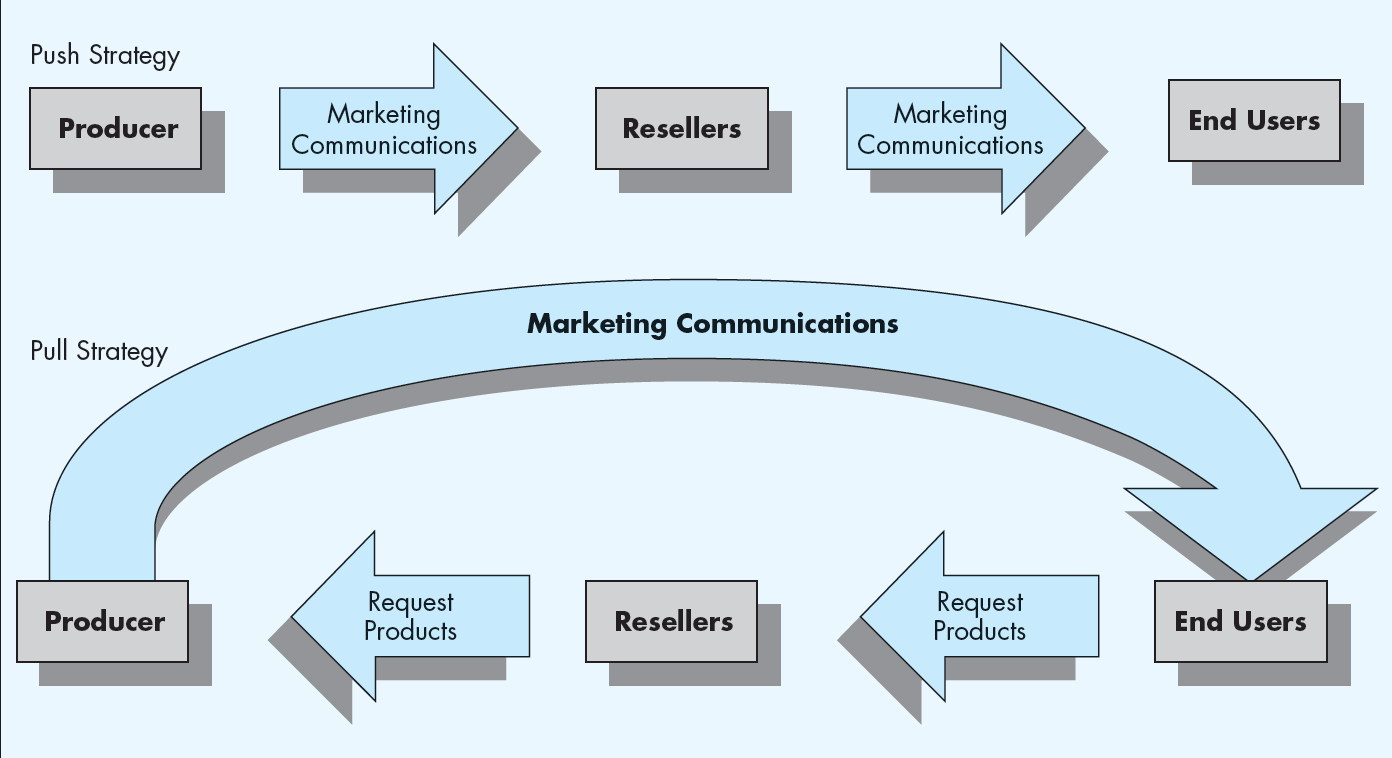 Push Strategy
Producer
Marketing
Communications
Resellers
Marketing
Communications
End Users
Marketing Communications
Pull Strategy
Producer
Request
Products
Resellers
Request
Products
End Users